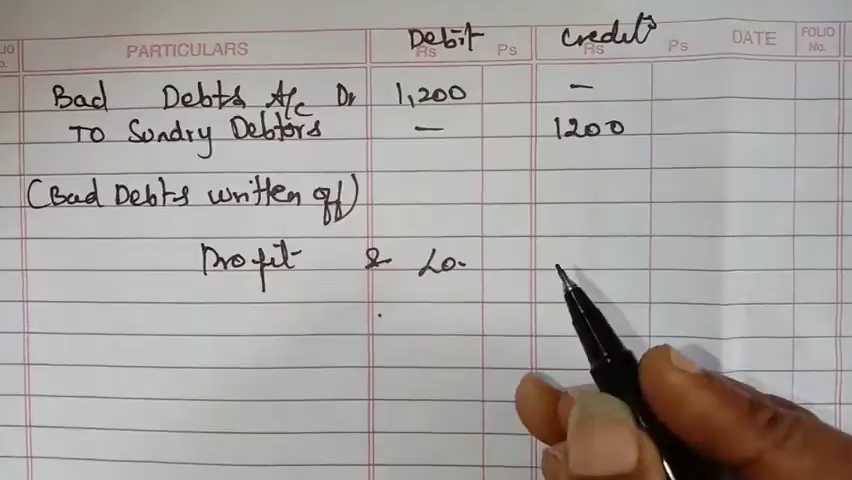 Debit Credit
IO o. PARTICULARS Rs Ps Rs Ps DATE FOLIO No.
Bad Debts A/c Dr 1,200 —
TO Sundry Debtors — 1200
(Bad Debts written off)
Profit & Lo